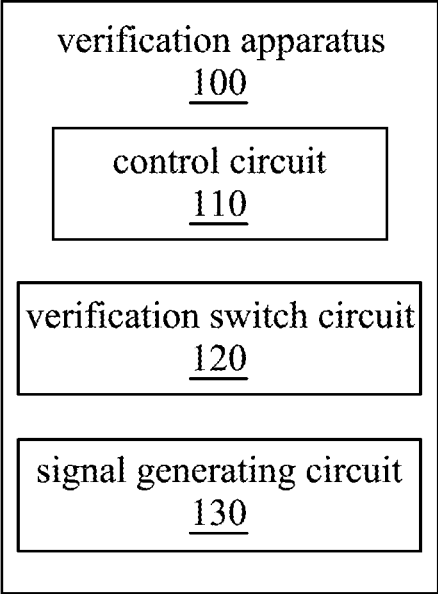 verification apparatus
100
control circuit
110
verification switch circuit
120
signal generating circuit
130